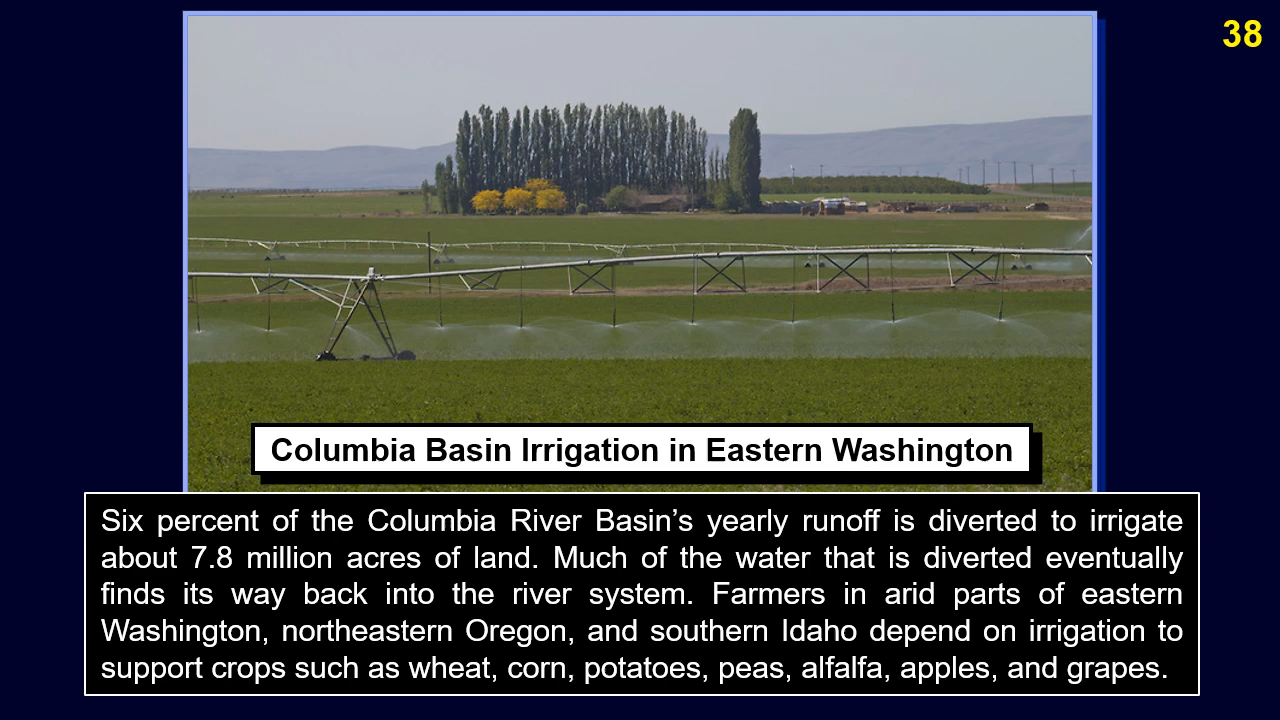 38
Columbia Basin Irrigation in Eastern Washington
Six percent of the Columbia River Basin’s yearly runoff is diverted to irrigate
about 7.8 million acres of land. Much of the water that is diverted eventually
finds its way back into the river system. Farmers in arid parts of eastern
Washington, northeastern Oregon, and southern Idaho depend on irrigation to
support crops such as wheat, corn, potatoes, peas, alfalfa, apples, and grapes.